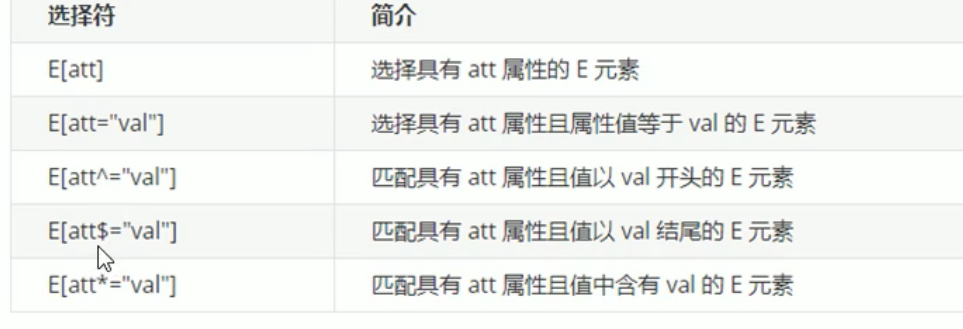 选择符 简介
E[att] 选择具有 att 属性的 E 元素
E[att="val"] 选择具有 att 属性且属性值等于 val 的 E 元素
E[att^="val"] 匹配具有 att 属性且值以 val 开头的 E 元素
E[att$="val"] 匹配具有 att 属性且值以 val 结尾的 E 元素
E[att*="val"] 匹配具有 att 属性且值中含有 val 的 E 元素